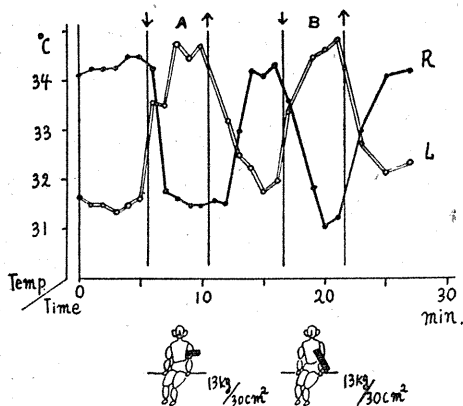 ↓ A ↑ ↓ B ↑
°C
34
R
33
L
32
31
Temp.
Time
0 10 20 30
min.
13kg/30cm² 13kg/30cm²